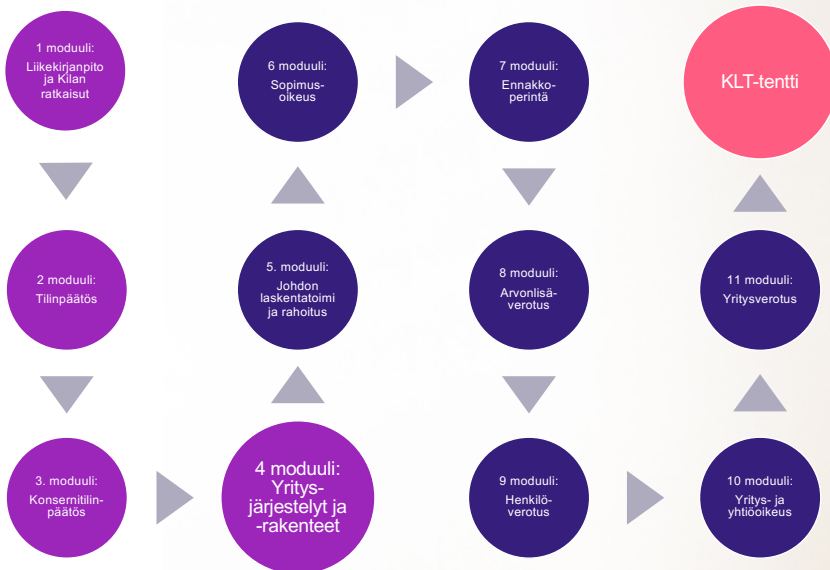 1 moduuli:
Liikekirjanpito
ja Kilan
ratkaisut
2 moduuli:
Tilinpäätös
3. moduuli:
Konsernitilin-
päätös
4 moduuli:
Yritys-
järjestelyt ja
-rakenteet
5. moduuli:
Johdon
laskentatoimi
ja rahoitus
6 moduuli:
Sopimus-
oikeus
7 moduuli:
Ennakko-
perintä
8 moduuli:
Arvonlisä-
verotus
9 moduuli:
Henkilö-
verotus
10 moduuli:
Yritys- ja
yhtiöoikeus
11 moduuli:
Yritysverotus
KLT-tentti